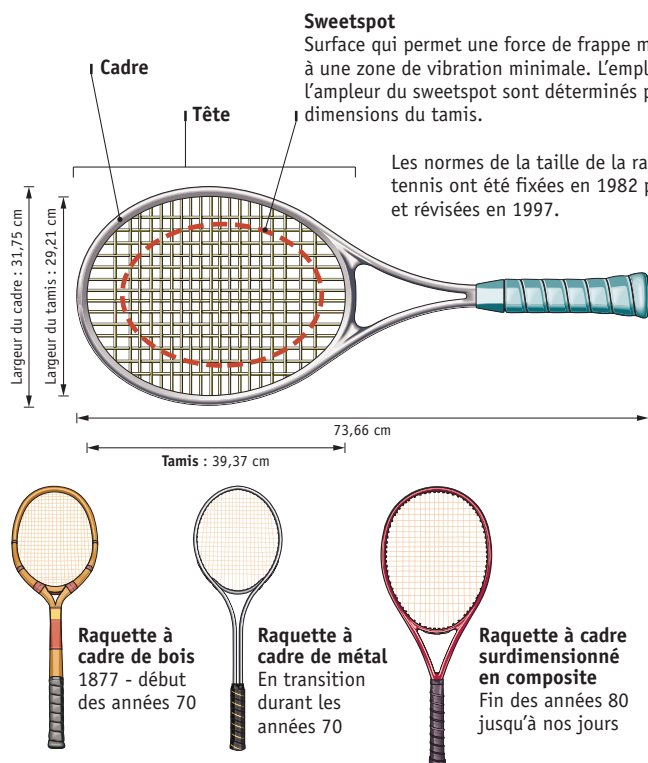 Sweetspot
Surface qui permet une force de frappe
à une zone de vibration minimale.
l'ampleur du sweetspot sont déterminés
dimensions du tamis.
Cadre
Tête
Les normes de la taille de la
tennis ont été fixées en 1982
et révisées en 1997.
Largeur du cadre : 31,75 cm
Largeur du tamis : 29,21 cm
73,66 cm
Tamis : 39,37 cm
Raquette à
cadre de bois
1877 - début
des années 70
Raquette à
cadre de métal
En transition
durant les
années 70
Raquette à cadre
surdimensionné
en composite
Fin des années 80
jusqu'à nos jours